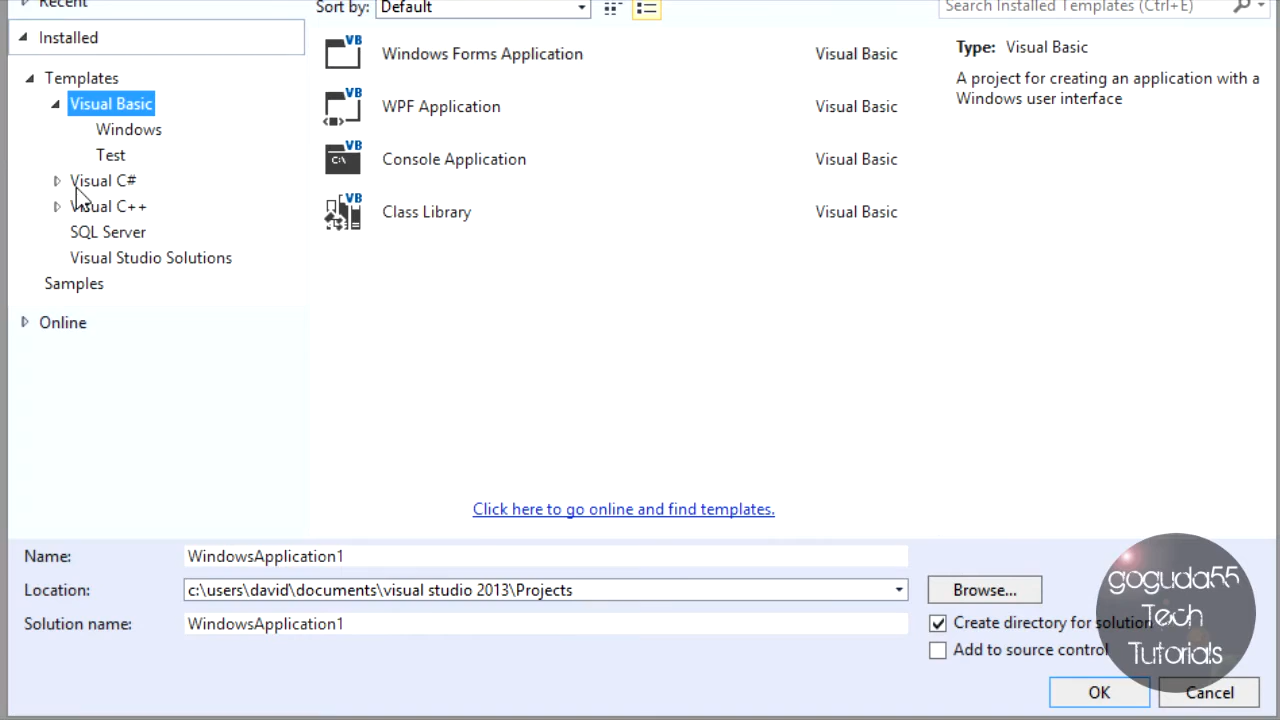 Recent
Sort by: Default
Search Installed Templates (Ctrl+E)
Installed
Templates
Visual Basic
Windows
Test
Visual C#
Visual C++
SQL Server
Visual Studio Solutions
Samples
Online
VB Windows Forms Application Visual Basic
VB WPF Application Visual Basic
VB C:\ Console Application Visual Basic
VB Class Library Visual Basic
Type: Visual Basic
A project for creating an application with a
Windows user interface
Click here to go online and find templates.
Name: WindowsApplication1
Location: c:\users\david\documents\visual studio 2013\Projects Browse...
Solution name: WindowsApplication1
Create directory for solution
Add to source control
OK Cancel
goguda55
Tech
Tutorials